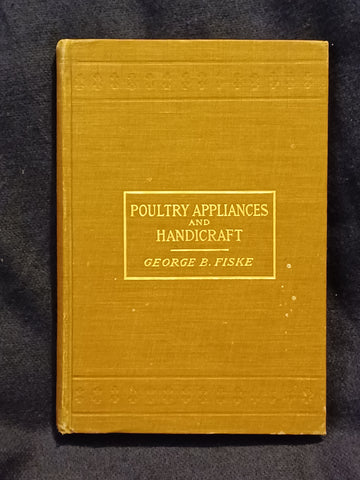 POULTRY APPLIANCES
AND
HANDICRAFT
GEORGE B. FISKE